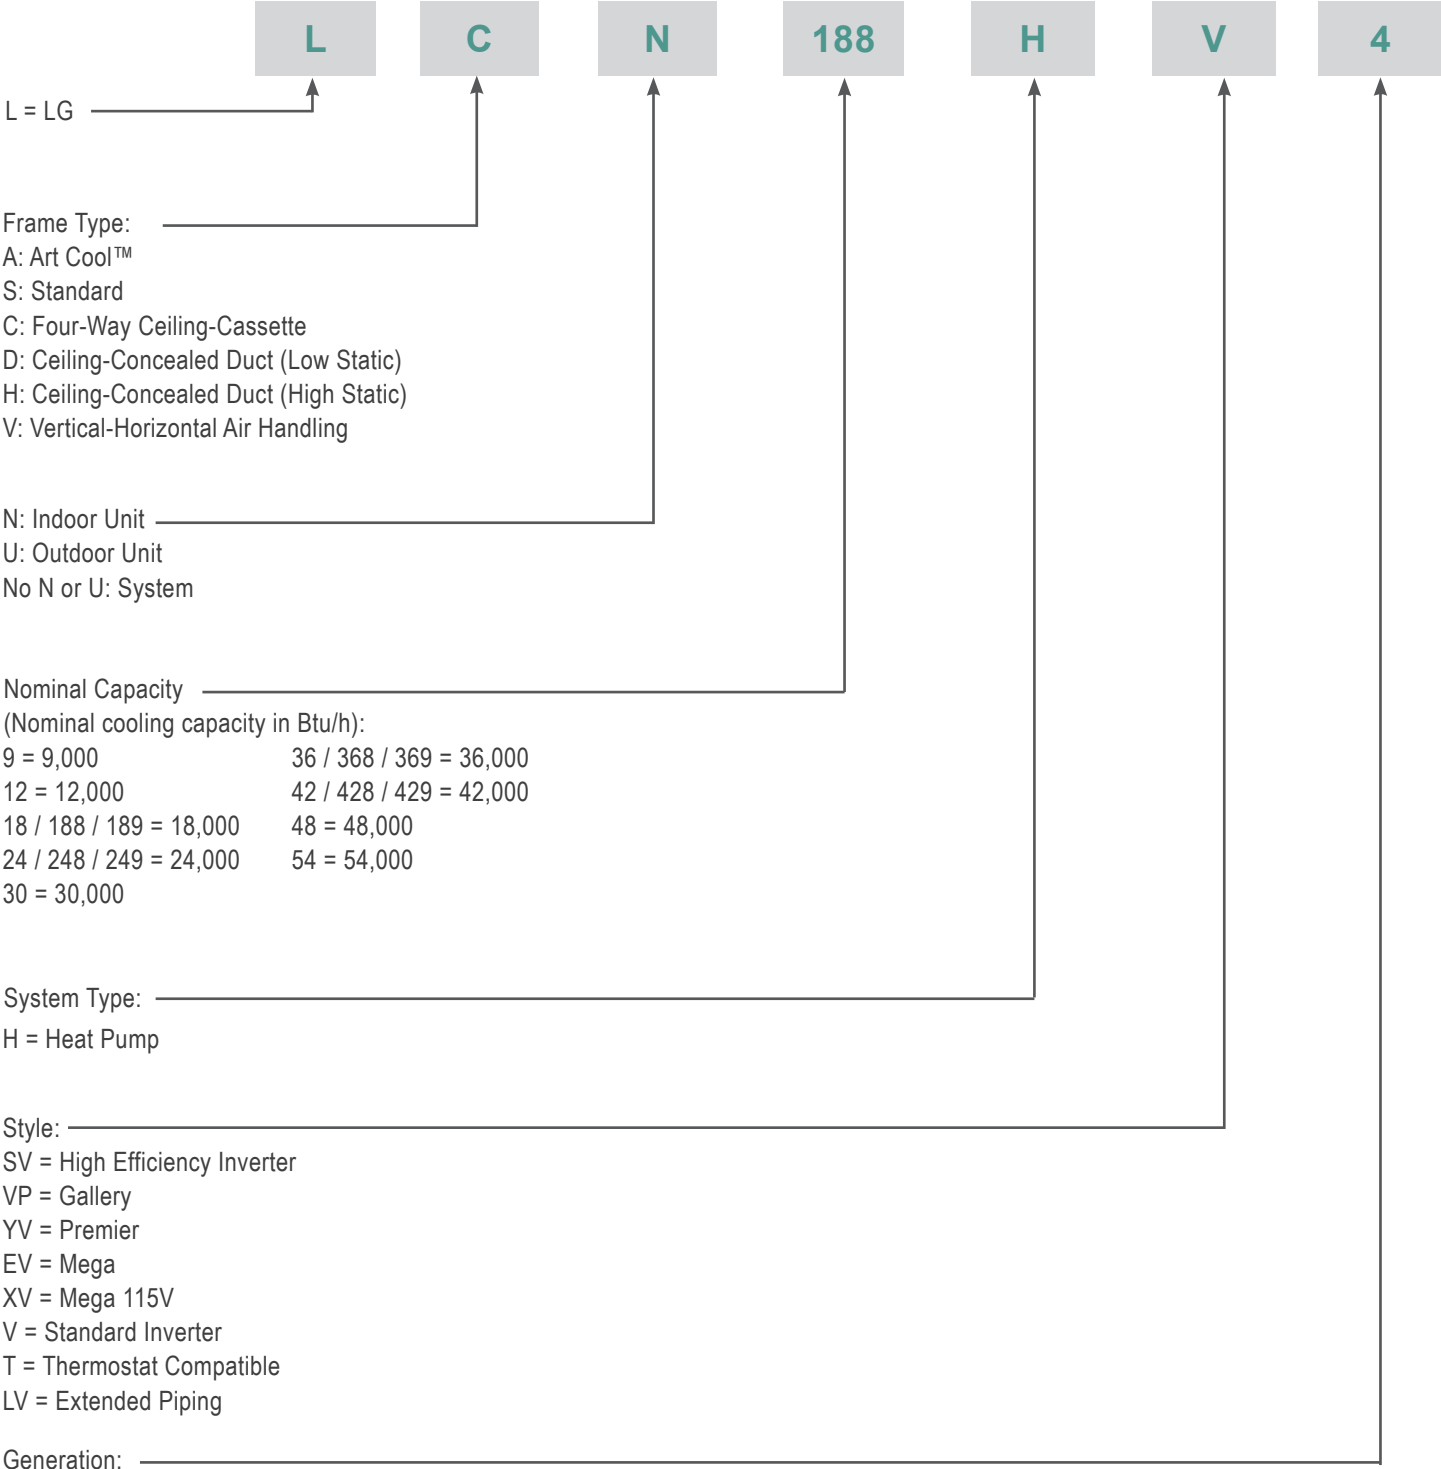 L C N 188 H V 4
L = LG
Frame Type:
A: Art Cool™
S: Standard
C: Four-Way Ceiling-Cassette
D: Ceiling-Concealed Duct (Low Static)
H: Ceiling-Concealed Duct (High Static)
V: Vertical-Horizontal Air Handling
N: Indoor Unit
U: Outdoor Unit
No N or U: System
Nominal Capacity
(Nominal cooling capacity in Btu/h):
9 = 9,000 36 / 368 / 369 = 36,000
12 = 12,000 42 / 428 / 429 = 42,000
18 / 188 / 189 = 18,000 48 = 48,000
24 / 248 / 249 = 24,000 54 = 54,000
30 = 30,000
System Type:
H = Heat Pump
Style:
SV = High Efficiency Inverter
VP = Gallery
YV = Premier
EV = Mega
XV = Mega 115V
V = Standard Inverter
T = Thermostat Compatible
LV = Extended Piping
Generation: